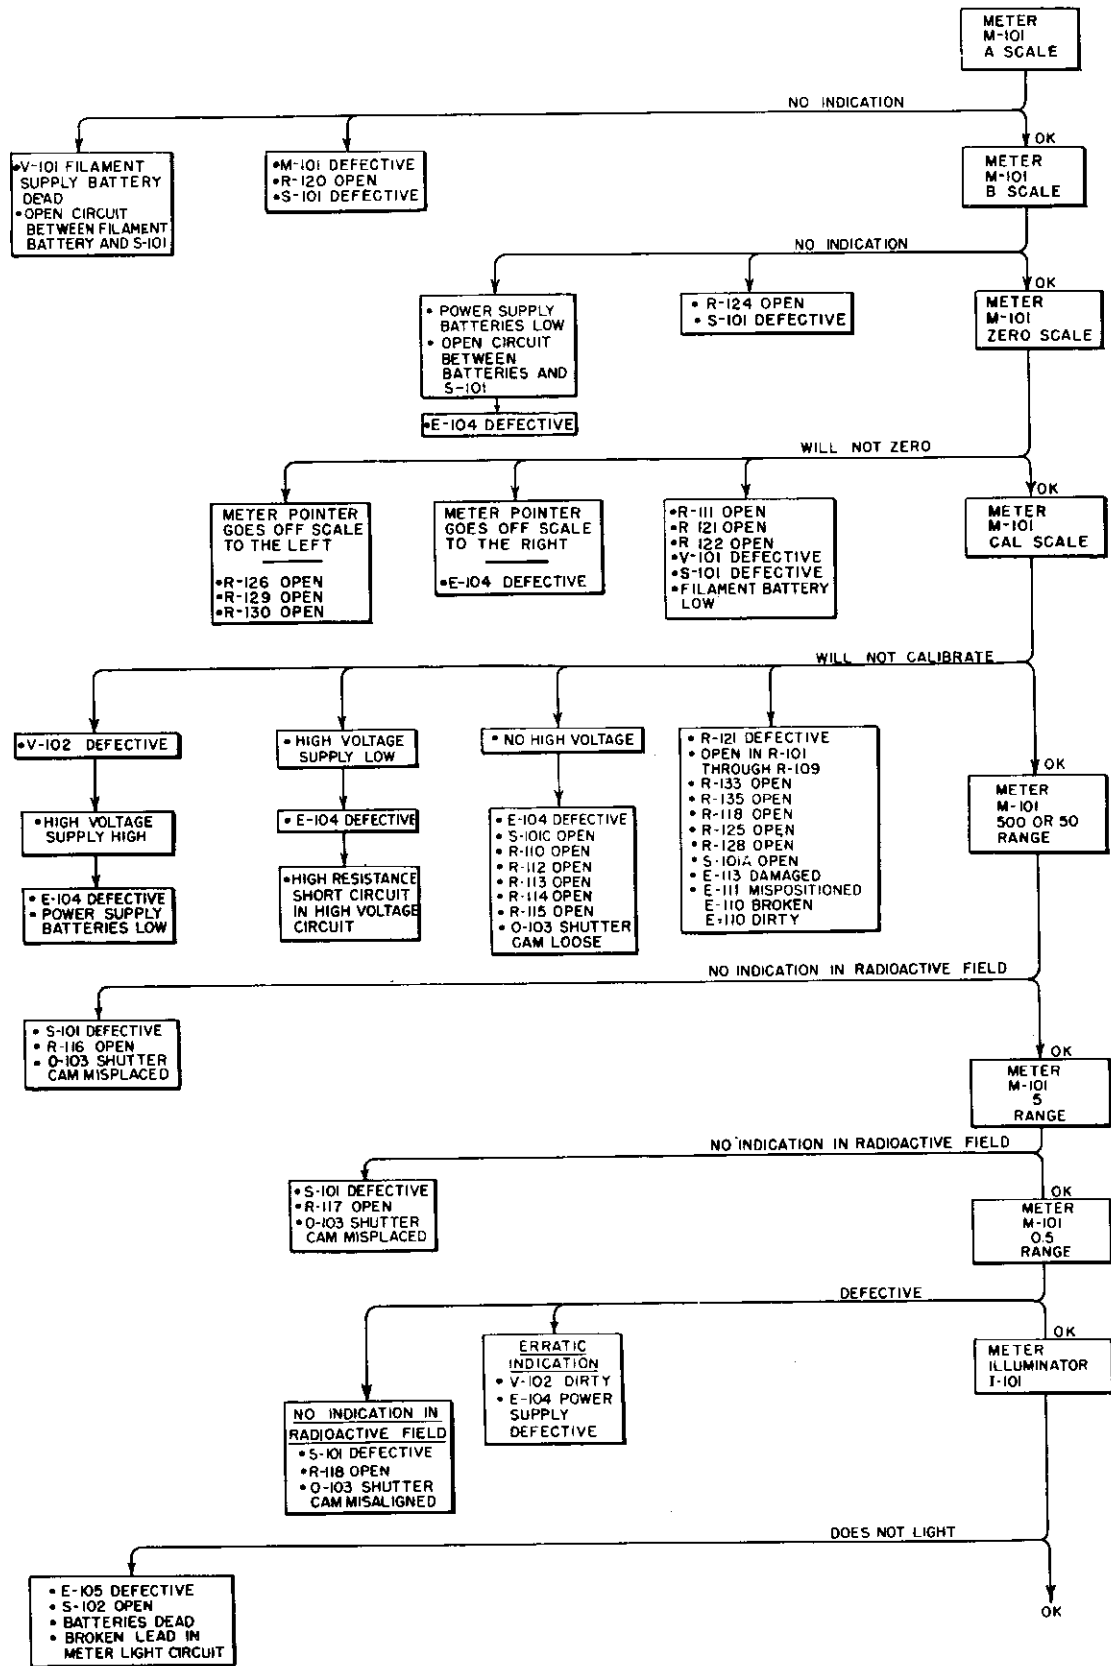 METER
M-101
A SCALE
NO INDICATION
OK
•V-101 FILAMENT
SUPPLY BATTERY
DEAD
•OPEN CIRCUIT
BETWEEN FILAMENT
BATTERY AND S-101
•M-101 DEFECTIVE
•R-120 OPEN
•S-101 DEFECTIVE
METER
M-101
B SCALE
NO INDICATION
OK
• POWER SUPPLY
BATTERIES LOW
• OPEN CIRCUIT
BETWEEN
BATTERIES AND
S-101
•E-104 DEFECTIVE
• R-124 OPEN
• S-101 DEFECTIVE
METER
M-101
ZERO SCALE
WILL NOT ZERO
OK
METER POINTER
GOES OFF SCALE
TO THE LEFT
•R-126 OPEN
•R-129 OPEN
•R-130 OPEN
METER POINTER
GOES OFF SCALE
TO THE RIGHT
•E-104 DEFECTIVE
•R-111 OPEN
•R 121 OPEN
•R 122 OPEN
•V-101 DEFECTIVE
•S-101 DEFECTIVE
•FILAMENT BATTERY
LOW
METER
M-101
CAL SCALE
WILL NOT CALIBRATE
OK
•V-102 DEFECTIVE
•HIGH VOLTAGE
SUPPLY HIGH
•E-104 DEFECTIVE
•POWER SUPPLY
BATTERIES LOW
•HIGH VOLTAGE
SUPPLY LOW
• E-104 DEFECTIVE
•HIGH RESISTANCE
SHORT CIRCUIT
IN HIGH VOLTAGE
CIRCUIT
• NO HIGH VOLTAGE
• E-104 DEFECTIVE
• S-101C OPEN
• R-110 OPEN
• R-112 OPEN
• R-113 OPEN
• R-114 OPEN
• R-115 OPEN
• O-103 SHUTTER
CAM LOOSE
• R-121 DEFECTIVE
• OPEN IN R-101
THROUGH R-109
• R-133 OPEN
• R-135 OPEN
• R-118 OPEN
• R-125 OPEN
• R-128 OPEN
• S-101A OPEN
• E-113 DAMAGED
• E-111 MISPOSITIONED
E-110 BROKEN
E-110 DIRTY
METER
M-101
500 OR 50
RANGE
NO INDICATION IN RADIOACTIVE FIELD
OK
• S-101 DEFECTIVE
• R-116 OPEN
• O-103 SHUTTER
CAM MISPLACED
METER
M-101
5
RANGE
NO INDICATION IN RADIOACTIVE FIELD
OK
• S-101 DEFECTIVE
•R-117 OPEN
•O-103 SHUTTER
CAM MISPLACED
METER
M-101
0.5
RANGE
DEFECTIVE
OK
NO INDICATION IN
RADIOACTIVE FIELD
• S-101 DEFECTIVE
•R-118 OPEN
•O-103 SHUTTER
CAM MISALIGNED
ERRATIC
INDICATION
• V-102 DIRTY
• E-104 POWER
SUPPLY
DEFECTIVE
METER
ILLUMINATOR
I-101
DOES NOT LIGHT
OK
• E-105 DEFECTIVE
• S-102 OPEN
• BATTERIES DEAD
• BROKEN LEAD IN
METER LIGHT CIRCUIT